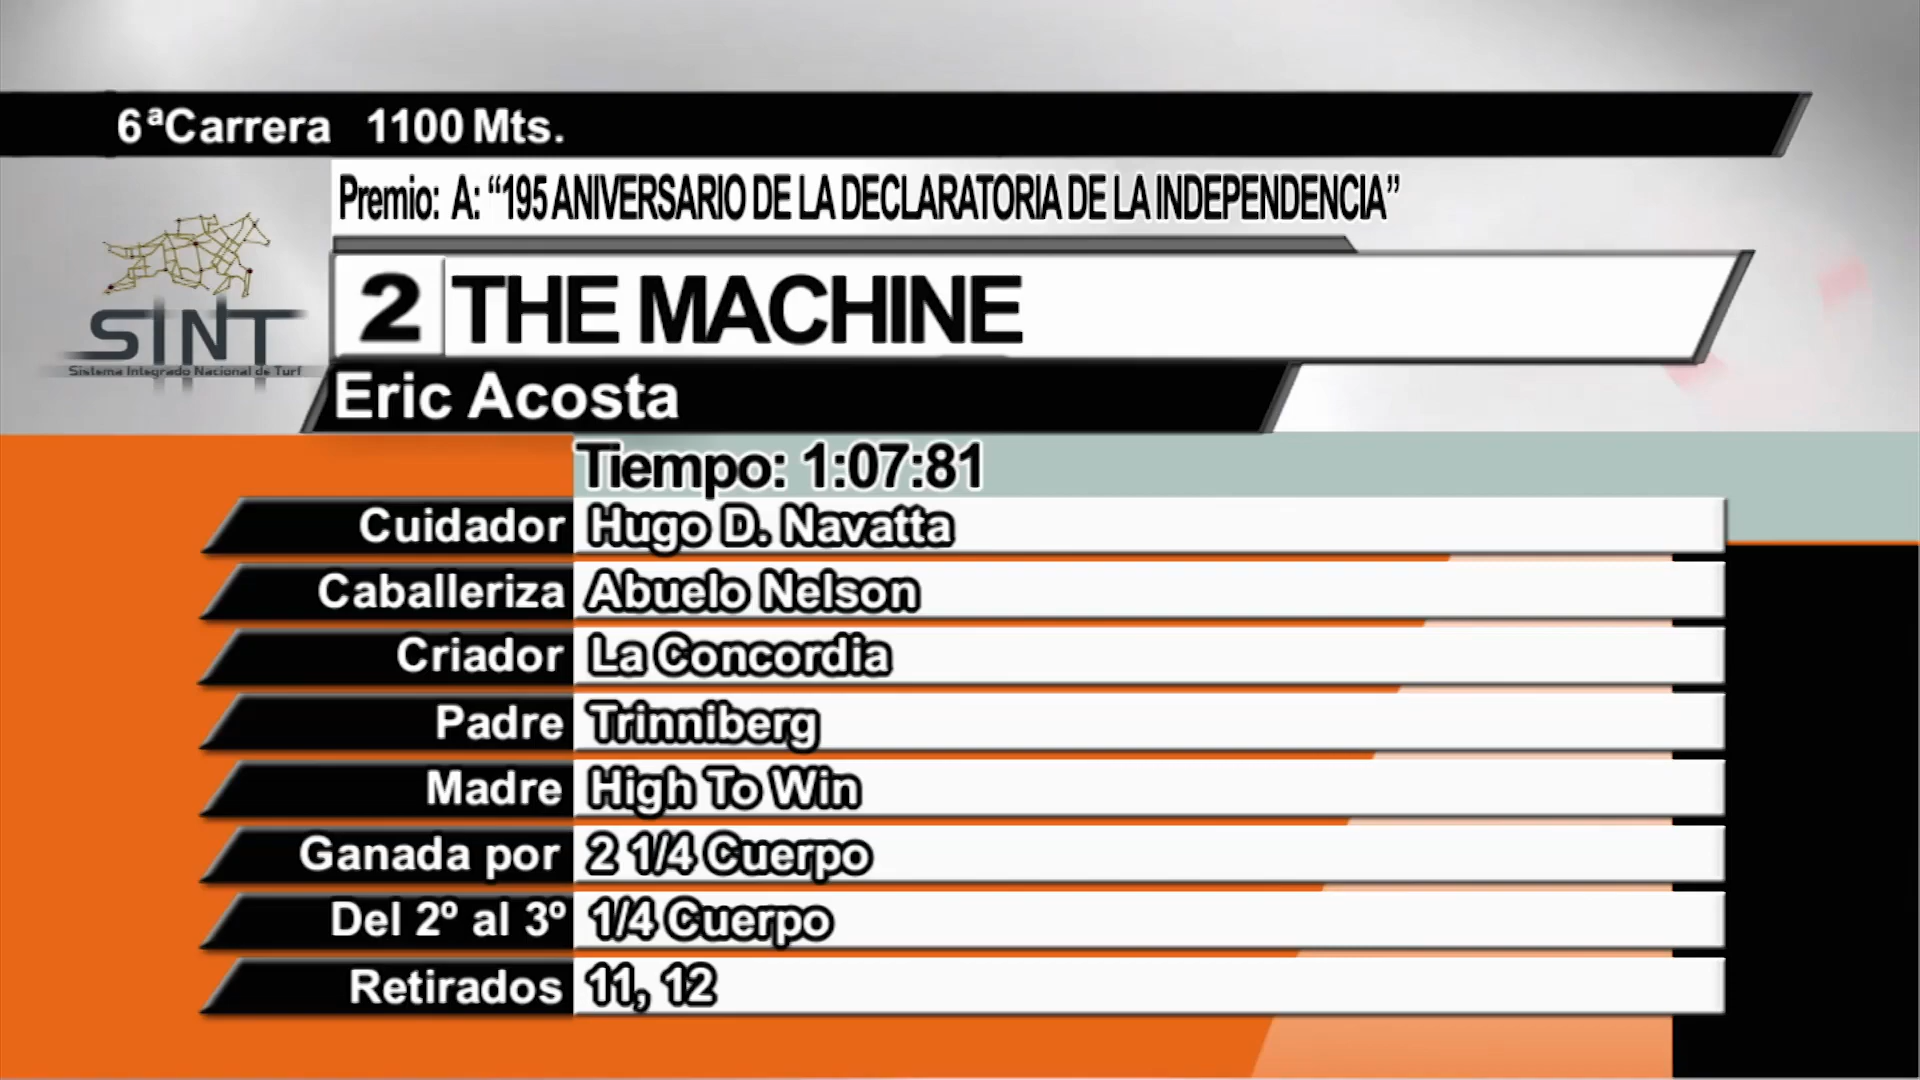 6ªCarrera 1100 Mts.
Premio: A: “195 ANIVERSARIO DE LA DECLARATORIA DE LA INDEPENDENCIA”
SINT
Sistema Integrado Nacional de Turf
2 THE MACHINE
Eric Acosta
Tiempo: 1:07:81
Cuidador Hugo D. Navatta
Caballeriza Abuelo Nelson
Criador La Concordia
Padre Trinniberg
Madre High To Win
Ganada por 2 1/4 Cuerpo
Del 2º al 3º 1/4 Cuerpo
Retirados 11, 12